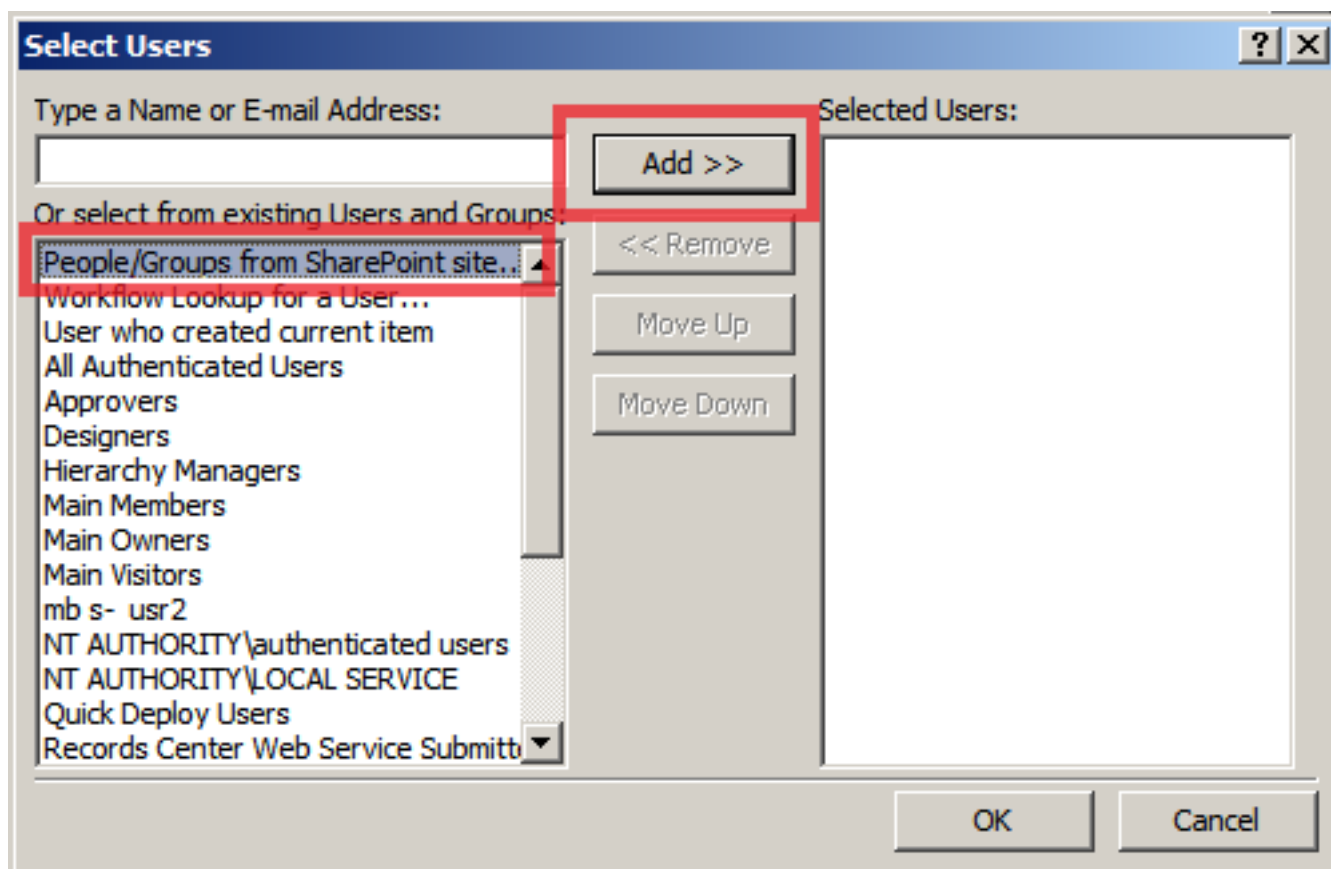 Select Users
Type a Name or E-mail Address:
Selected Users:
Add >>
Or select from existing Users and Groups:
<< Remove
People/Groups from SharePoint site..
Workflow Lookup for a User...
User who created current item
Move Up
All Authenticated Users
Approvers
Move Down
Designers
Hierarchy Managers
Main Members
Main Owners
Main Visitors
mb s- usr2
NT AUTHORITY\authenticated users
NT AUTHORITY\LOCAL SERVICE
Quick Deploy Users
Records Center Web Service Submitt
OK
Cancel